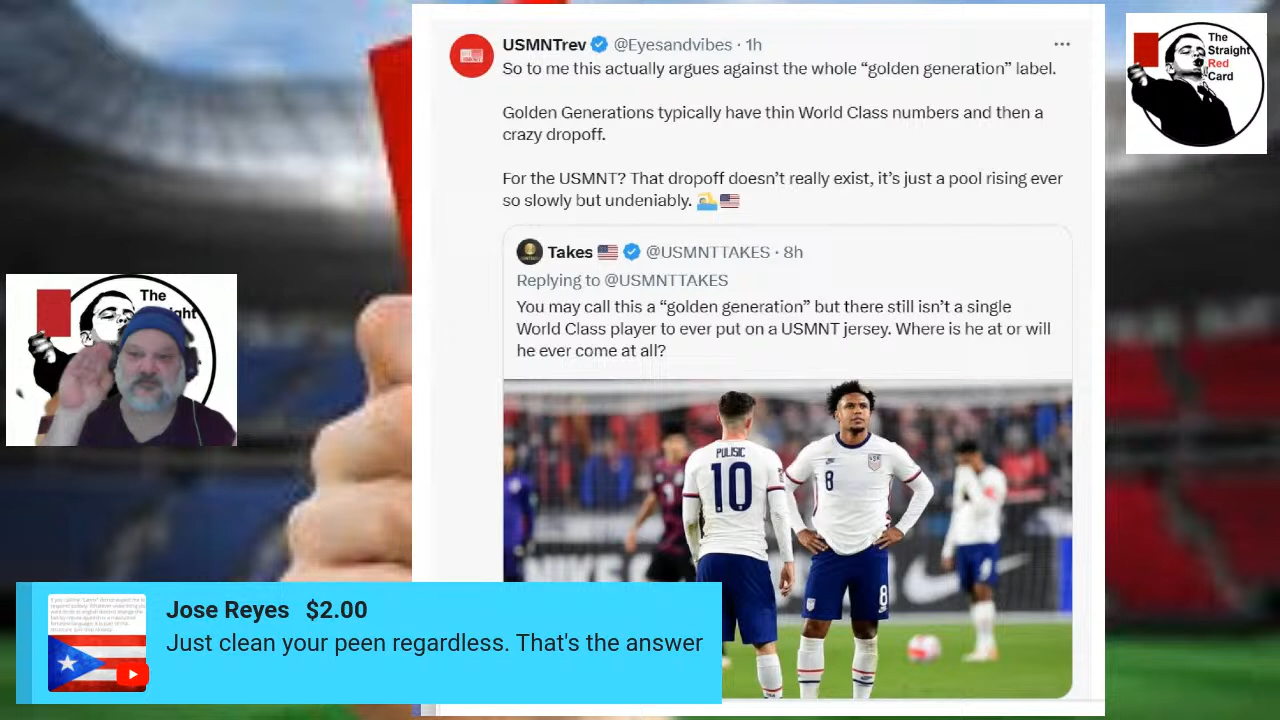 USMNTrev @Eyesandvibes · 1h
So to me this actually argues against the whole “golden generation” label.
Golden Generations typically have thin World Class numbers and then a
crazy dropoff.
For the USMNT? That dropoff doesn’t really exist, it’s just a pool rising ever
so slowly but undeniably. 🏊🇺🇸
Takes 🇺🇸 @USMNTTAKES · 8h
Replying to @USMNTTAKES
You may call this a “golden generation” but there still isn’t a single
World Class player to ever put on a USMNT jersey. Where is he at or will
he ever come at all?
PULISIC
10
8
8
The
Straight
Red
Card
The
ight
Jose Reyes $2.00
Just clean your peen regardless. That's the answer